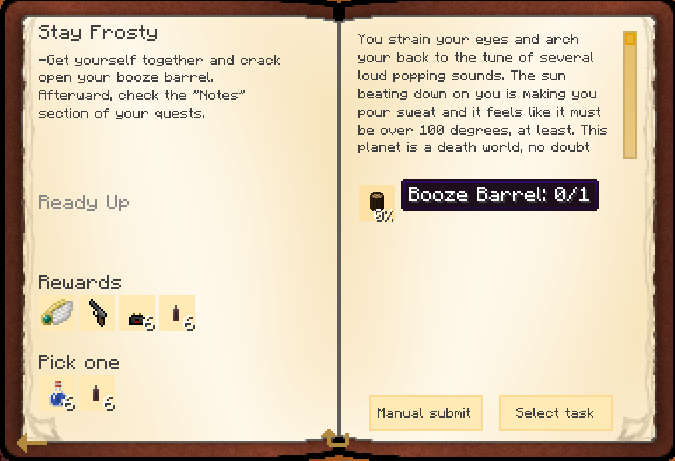 Stay Frosty
-Get yourself together and crack
open your booze barrel.
Afterward, check the "Notes"
section of your quests.
Ready Up
Rewards
6
6
Pick one
6
6
You strain your eyes and arch
your back to the tune of several
loud popping sounds. The sun
beating down on you is making you
pour sweat and it feels like it must
be over 100 degrees, at least. This
planet is a death world, no doubt
Booze Barrel: 0/1
0%
Manual submit
Select task